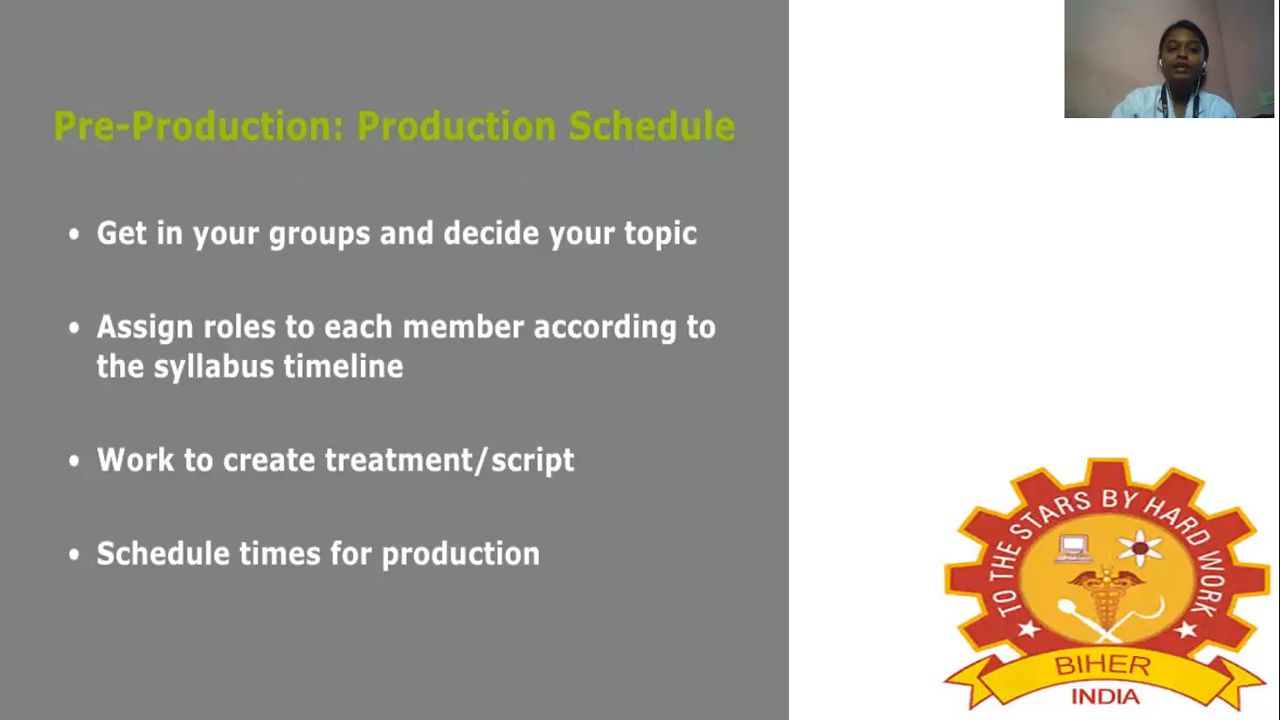 Pre-Production: Production Schedule
• Get in your groups and decide your topic
• Assign roles to each member according to
the syllabus timeline
• Work to create treatment/script
• Schedule times for production
TO THE STARS BY HARD WORK
BIHER
INDIA